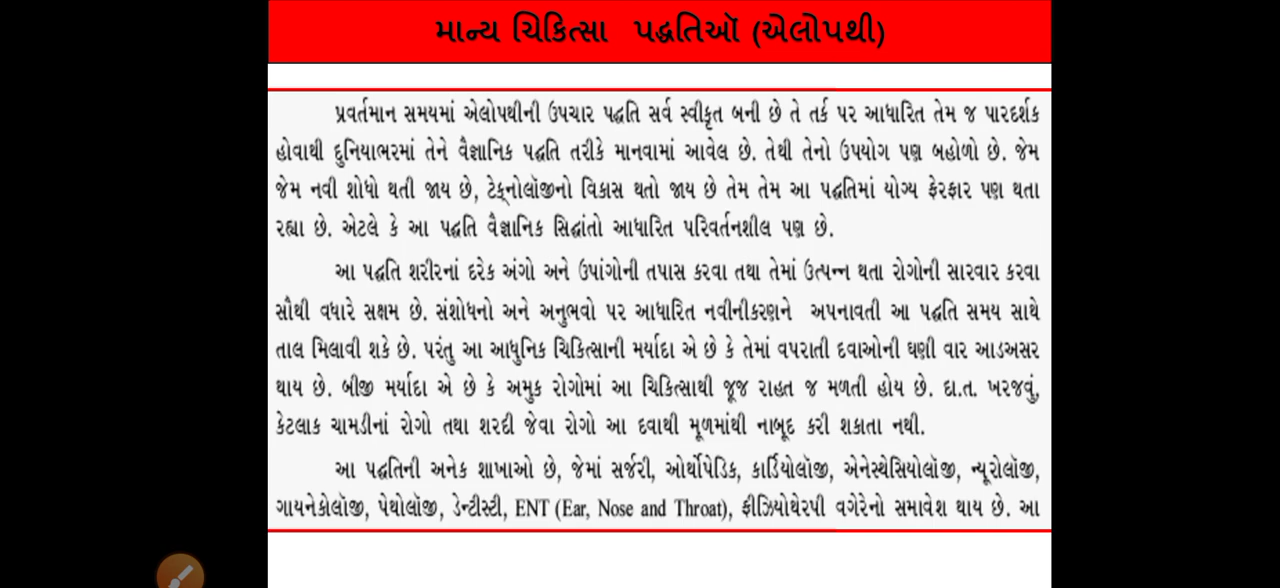 માન્ય ચિકિત્સા પદ્ધતિઓ (એલોપથી)
પ્રવર્તમાન સમયમાં એલોપથીની ઉપચાર પદ્ધતિ સર્વ સ્વીકૃત બની છે તે તર્ક પર આધારિત તેમ જ પારદર્શક
હોવાથી દુનિયાભરમાં તેને વૈજ્ઞાનિક પદ્ધતિ તરીકે માનવામાં આવેલ છે. તેથી તેનો ઉપયોગ પણ બહોળો છે. જેમ
જેમ નવી શોધો થતી જાય છે, ટેક્નોલૉજીનો વિકાસ થતો જાય છે તેમ તેમ આ પદ્ધતિમાં યોગ્ય ફેરફાર પણ થતા
રહ્યા છે. એટલે કે આ પદ્ધતિ વૈજ્ઞાનિક સિદ્ધાંતો આધારિત પરિવર્તનશીલ પણ છે.
આ પદ્ધતિ શરીરનાં દરેક અંગો અને ઉપાંગોની તપાસ કરવા તથા તેમાં ઉત્પન્ન થતા રોગોની સારવાર કરવા
સૌથી વધારે સક્ષમ છે. સંશોધનો અને અનુભવો પર આધારિત નવીનીકરણને અપનાવતી આ પદ્ધતિ સમય સાથે
તાલ મિલાવી શકે છે. પરંતુ આ આધુનિક ચિકિત્સાની મર્યાદા એ છે કે તેમાં વપરાતી દવાઓની ઘણી વાર આડઅસર
થાય છે. બીજી મર્યાદા એ છે કે અમુક રોગોમાં આ ચિકિત્સાથી જૂજ રાહત જ મળતી હોય છે. દા.ત. ખરજવું,
કેટલાક ચામડીનાં રોગો તથા શરદી જેવા રોગો આ દવાથી મૂળમાંથી નાબૂદ કરી શકાતા નથી.
આ પદ્ધતિની અનેક શાખાઓ છે, જેમાં સર્જરી, ઓર્થોપેડિક, કાર્ડિયોલૉજી, એનેસ્થેસિયોલૉજી, ન્યૂરોલૉજી,
ગાયનેકોલૉજી, પેથોલૉજી, ડેન્ટીસ્ટી, ENT (Ear, Nose and Throat), ફીઝિયોથેરપી વગેરેનો સમાવેશ થાય છે. આ